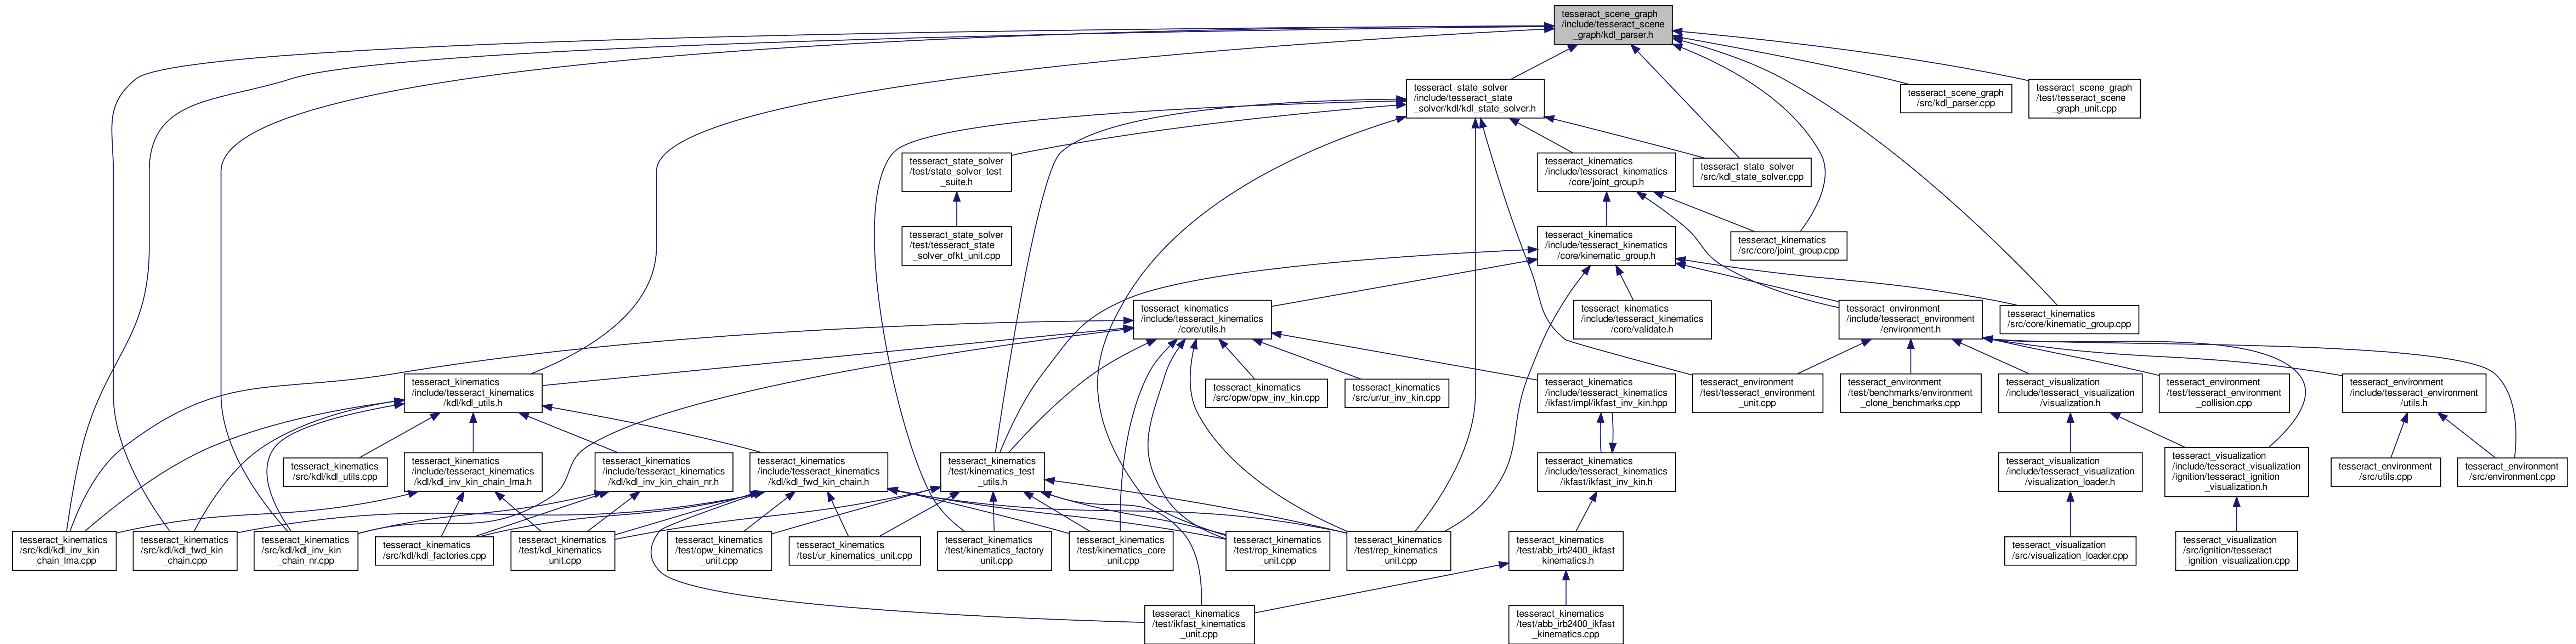 tesseract_scene_graph
/include/tesseract_scene
_graph/kdl_parser.h
tesseract_state_solver
/include/tesseract_state
_solver/kdl/kdl_state_solver.h
tesseract_scene_graph
/src/kdl_parser.cpp
tesseract_scene_graph
/test/tesseract_scene
_graph_unit.cpp
tesseract_state_solver
/test/state_solver_test
_suite.h
tesseract_kinematics
/include/tesseract_kinematics
/core/joint_group.h
tesseract_state_solver
/src/kdl_state_solver.cpp
tesseract_state_solver
/test/tesseract_state
_solver_ofkt_unit.cpp
tesseract_kinematics
/include/tesseract_kinematics
/core/kinematic_group.h
tesseract_kinematics
/src/core/joint_group.cpp
tesseract_kinematics
/include/tesseract_kinematics
/core/utils.h
tesseract_kinematics
/include/tesseract_kinematics
/core/validate.h
tesseract_environment
/include/tesseract_environment
/environment.h
tesseract_kinematics
/src/core/kinematic_group.cpp
tesseract_kinematics
/include/tesseract_kinematics
/kdl/kdl_utils.h
tesseract_kinematics
/src/opw/opw_inv_kin.cpp
tesseract_kinematics
/src/ur/ur_inv_kin.cpp
tesseract_kinematics
/include/tesseract_kinematics
/ikfast/impl/ikfast_inv_kin.hpp
tesseract_environment
/test/tesseract_environment
_unit.cpp
tesseract_environment
/test/benchmarks/environment
_clone_benchmarks.cpp
tesseract_visualization
/include/tesseract_visualization
/visualization.h
tesseract_environment
/test/tesseract_environment
_collision.cpp
tesseract_environment
/include/tesseract_environment
/utils.h
tesseract_kinematics
/src/kdl/kdl_utils.cpp
tesseract_kinematics
/include/tesseract_kinematics
/kdl/kdl_inv_kin_chain_lma.h
tesseract_kinematics
/include/tesseract_kinematics
/kdl/kdl_inv_kin_chain_nr.h
tesseract_kinematics
/include/tesseract_kinematics
/kdl/kdl_fwd_kin_chain.h
tesseract_kinematics
/test/kinematics_test
_utils.h
tesseract_kinematics
/include/tesseract_kinematics
/ikfast/ikfast_inv_kin.h
tesseract_visualization
/include/tesseract_visualization
/visualization_loader.h
tesseract_visualization
/include/tesseract_visualization
/ignition/tesseract_ignition
_visualization.h
tesseract_environment
/src/utils.cpp
tesseract_environment
/src/environment.cpp
tesseract_kinematics
/src/kdl/kdl_inv_kin
_chain_lma.cpp
tesseract_kinematics
/src/kdl/kdl_fwd_kin
_chain.cpp
tesseract_kinematics
/src/kdl/kdl_inv_kin
_chain_nr.cpp
tesseract_kinematics
/src/kdl/kdl_factories.cpp
tesseract_kinematics
/test/kdl_kinematics
_unit.cpp
tesseract_kinematics
/test/opw_kinematics
_unit.cpp
tesseract_kinematics
/test/ur_kinematics_unit.cpp
tesseract_kinematics
/test/kinematics_factory
_unit.cpp
tesseract_kinematics
/test/kinematics_core
_unit.cpp
tesseract_kinematics
/test/rop_kinematics
_unit.cpp
tesseract_kinematics
/test/rep_kinematics
_unit.cpp
tesseract_kinematics
/test/abb_irb2400_ikfast
_kinematics.h
tesseract_visualization
/src/visualization_loader.cpp
tesseract_visualization
/src/ignition/tesseract
_ignition_visualization.cpp
tesseract_kinematics
/test/ikfast_kinematics
_unit.cpp
tesseract_kinematics
/test/abb_irb2400_ikfast
_kinematics.cpp